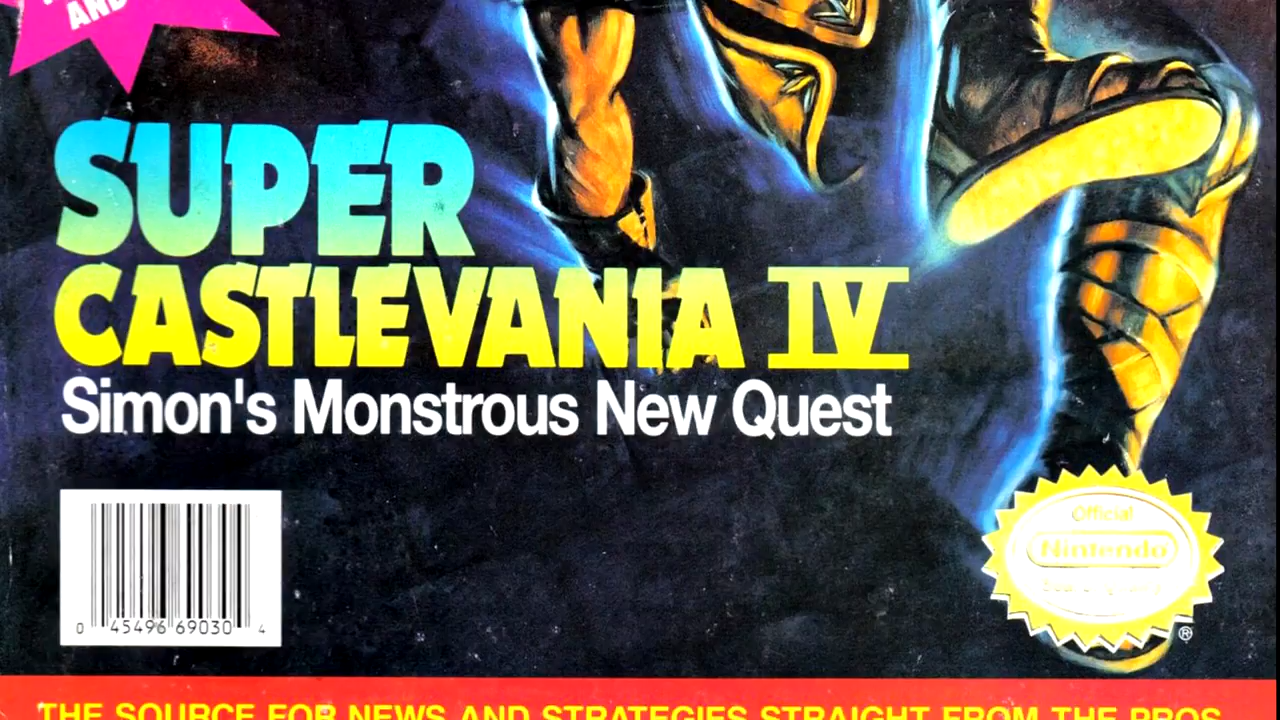 AND
SUPER
CASTLEVANIA IV
Simon's Monstrous New Quest
0 45496 69030 4
Official
Nintendo
®
THE SOURCE FOR NEWS AND STRATEGIES STRAIGHT FROM THE PROS